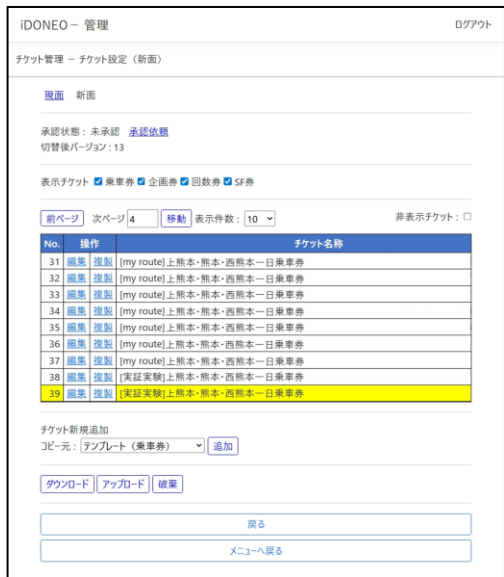 iDONEO－ 管理 ログアウト
チケット管理 － チケット設定（新面）
現面 新面
承認状態： 未承認 承認依頼
切替後バージョン：13
表示チケット 乗車券 企画券 回数券 SF券
前ページ 次ページ 4 移動 表示件数： 10 非表示チケット：
No. 操作 チケット名称
31 編集 複製 [my route]上熊本・熊本・西熊本一日乗車券
32 編集 複製 [my route]上熊本・熊本・西熊本一日乗車券
33 編集 複製 [my route]上熊本・熊本・西熊本一日乗車券
34 編集 複製 [my route]上熊本・熊本・西熊本一日乗車券
35 編集 複製 [my route]上熊本・熊本・西熊本一日乗車券
36 編集 複製 [my route]上熊本・熊本・西熊本一日乗車券
37 編集 複製 [my route]上熊本・熊本・西熊本一日乗車券
38 編集 複製 [実証実験]上熊本・熊本・西熊本一日乗車券
39 編集 複製 [実証実験]上熊本・熊本・西熊本一日乗車券
チケット新規追加
コピー元： テンプレート（乗車券） 追加
ダウンロード アップロード 破棄
戻る
メニューへ戻る